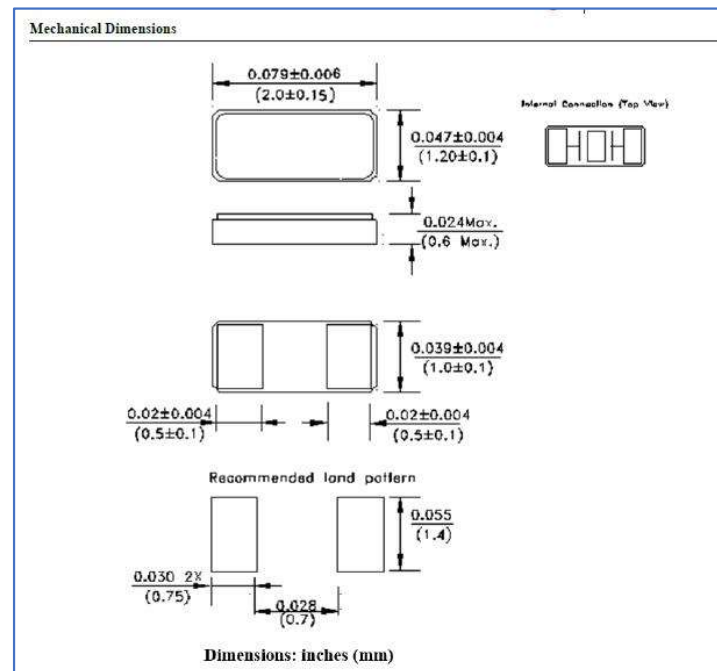 Mechanical Dimensions
0.079±0.006
(2.0±0.15)
Internal Connection (Top View)
0.047±0.004
(1.20±0.1)
0.024Max.
(0.6 Max.)
0.039±0.004
(1.0±0.1)
0.02±0.004
(0.5±0.1)
0.02±0.004
(0.5±0.1)
Recommended land pattern
0.055
(1.4)
0.030 2X
(0.75)
0.028
(0.7)
Dimensions: inches (mm)